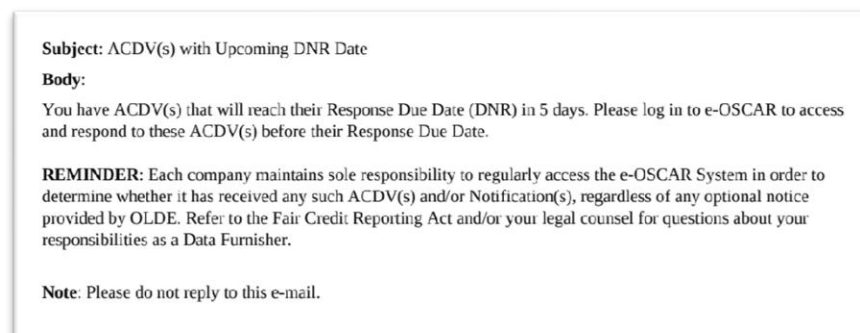 Subject: ACDV(s) with Upcoming DNR Date
Body:
You have ACDV(s) that will reach their Response Due Date (DNR) in 5 days. Please log in to e-OSCAR to access
and respond to these ACDV(s) before their Response Due Date.
REMINDER: Each company maintains sole responsibility to regularly access the e-OSCAR System in order to
determine whether it has received any such ACDV(s) and/or Notification(s), regardless of any optional notice
provided by OLDE. Refer to the Fair Credit Reporting Act and/or your legal counsel for questions about your
responsibilities as a Data Furnisher.
Note: Please do not reply to this e-mail.